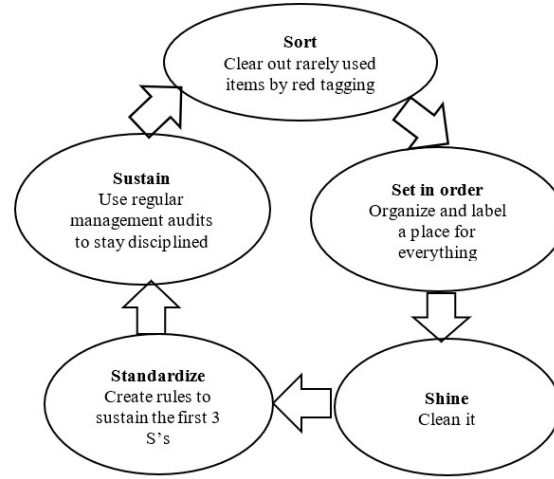 Sort
Clear out rarely used
items by red tagging
Set in order
Organize and label
a place for
everything
Shine
Clean it
Standardize
Create rules to
sustain the first 3
S’s
Sustain
Use regular
management audits
to stay disciplined